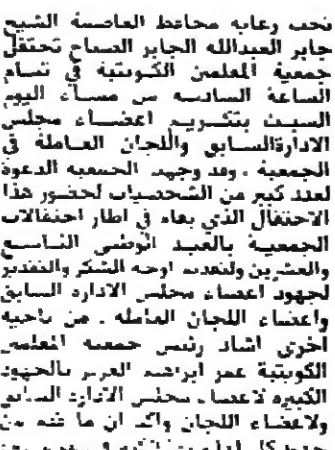 تحت رعاية محافظ العاصمة الشيخ
جابر العبدالله الجابر الصباح تحتفل
جمعية المعلمين الكويتية في تمام
الساعة السادسة من مساء اليوم
السبت بتكريم اعضاء مجلس
الادارة السابق واللجان العاملة في
الجمعية . وقد وجهت الجمعية الدعوة
لعدد كبير من الشخصيات لحضور هذا
الاحتفال الذي يقام في اطار احتفالات
الجمعية بالعيد الوطني التاسع
والعشرين ولتقديم اوجه الشكر والتقدير
لجهود اعضاء مجلس الادارة السابق
واعضاء اللجان العاملة . من ناحية
اخرى اشاد رئيس جمعية المعلمين
الكويتية عمر ابراهيم بالجهود
الكبيرة لاعضاء مجلس الادارة السابق
ولاعضاء اللجان واكد ان ما تم من